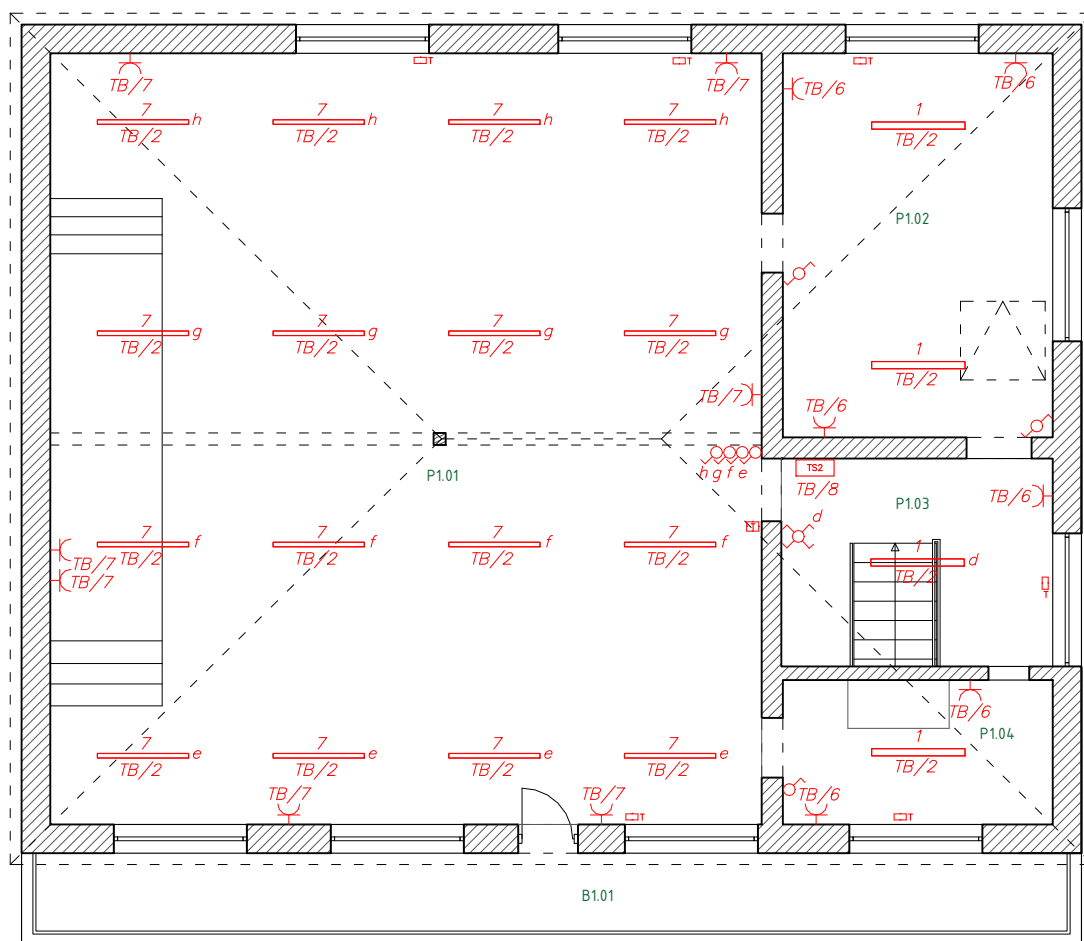 T T T
TB/7 TB/7 TB/6 TB/6
7 h 7 h 7 h 7 h 1
TB/2 TB/2 TB/2 TB/2 TB/2
P1.02
7 g 7 g 7 g 7 g 1
TB/2 TB/2 TB/2 TB/2 TB/2
TB/7 TB/6
h g f e
TS2
P1.01 TB/8 P1.03 TB/6
T d
7 f 7 f 7 f 7 f 1 d
TB/2 TB/2 TB/2 TB/2 TB/2
TB/7
TB/7 T
TB/6
P1.04
7 e 7 e 7 e 7 e 1
TB/2 TB/2 TB/2 TB/2 TB/2
TB/7 TB/7 TB/6
T T
B1.01